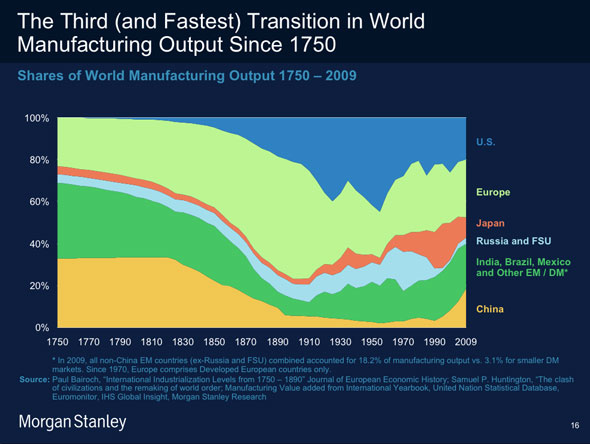 The Third (and Fastest) Transition in World
Manufacturing Output Since 1750
Shares of World Manufacturing Output 1750 – 2009
100%
80%
60%
40%
20%
0%
U.S.
Europe
Japan
Russia and FSU
India, Brazil, Mexico
and Other EM / DM*
China
1750 1770 1790 1810 1830 1850 1870 1890 1910 1930 1950 1970 1990 2009
* In 2009, all non-China EM countries (ex-Russia and FSU) combined accounted for 18.2% of manufacturing output vs. 3.1% for smaller DM
markets. Since 1970, Europe comprises Developed European countries only.
Source: Paul Bairoch, "International Industrialization Levels from 1750 – 1890" Journal of European Economic History; Samuel P. Huntington, "The clash
of civilizations and the remaking of world order; Manufacturing Value added from International Yearbook, United Nation Statistical Database,
Euromonitor, IHS Global Insight, Morgan Stanley Research
Morgan Stanley
16